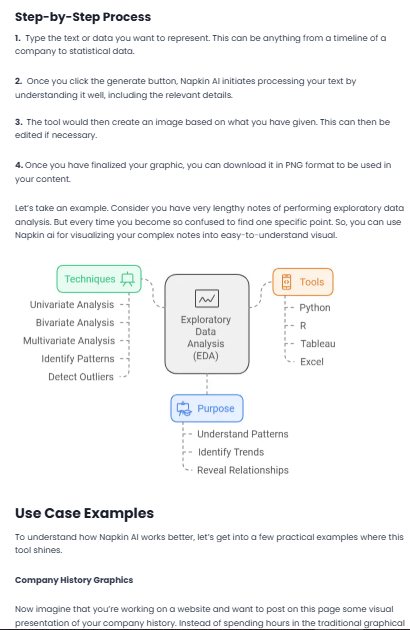 Step-by-Step Process
1. Type the text or data you want to represent. This can be anything from a timeline of a
company to statistical data.
2. Once you click the generate button, Napkin AI initiates processing your text by
understanding it well, including the relevant details.
3. The tool would then create an image based on what you have given. This can then be
edited if necessary.
4. Once you have finalized your graphic, you can download it in PNG format to be used in
your content.
Let's take an example. Consider you have very lengthy notes of performing exploratory data
analysis. But every time you become so confused to find one specific point. So, you can use
Napkin ai for visualizing your complex notes into easy-to-understand visual.
Techniques
Univariate Analysis
Bivariate Analysis
Multivariate Analysis
Identify Patterns
Detect Outliers
Exploratory
Data
Analysis
(EDA)
Tools
Python
R
Tableau
Excel
Purpose
Understand Patterns
Identify Trends
Reveal Relationships
Use Case Examples
To understand how Napkin AI works better, let's get into a few practical examples where this
tool shines.
Company History Graphics
Now imagine that you're working on a website and want to post on this page some visual
presentation of your company history. Instead of spending hours in the traditional graphical